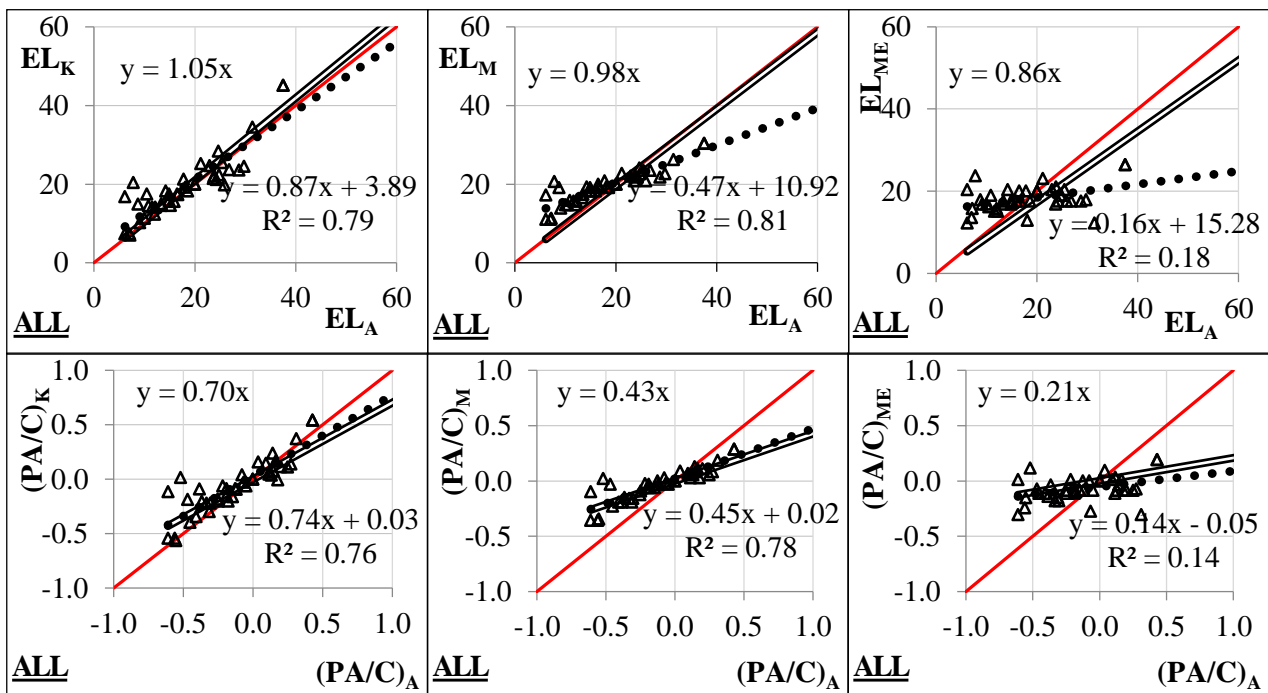 60
EL_K
y = 1.05x
40
20
y = 0.87x + 3.89
R² = 0.79
0
0 20 40 60
ALL
EL_A
60
EL_M
y = 0.98x
40
20
y = 0.47x + 10.92
R² = 0.81
0
0 20 40 60
ALL
EL_A
60
EL_ME
y = 0.86x
40
20
y = 0.16x + 15.28
R² = 0.18
0
0 20 40 60
ALL
EL_A
1.0
(PA/C)_K
y = 0.70x
0.5
0.0
-0.5
y = 0.74x + 0.03
R² = 0.76
-1.0
-1.0 -0.5 0.0 0.5 1.0
ALL
(PA/C)_A
1.0
(PA/C)_M
y = 0.43x
0.5
0.0
-0.5
y = 0.45x + 0.02
R² = 0.78
-1.0
-1.0 -0.5 0.0 0.5 1.0
ALL
(PA/C)_A
1.0
(PA/C)_ME
y = 0.21x
0.5
0.0
-0.5
y = 0.14x - 0.05
R² = 0.14
-1.0
-1.0 -0.5 0.0 0.5 1.0
ALL
(PA/C)_A